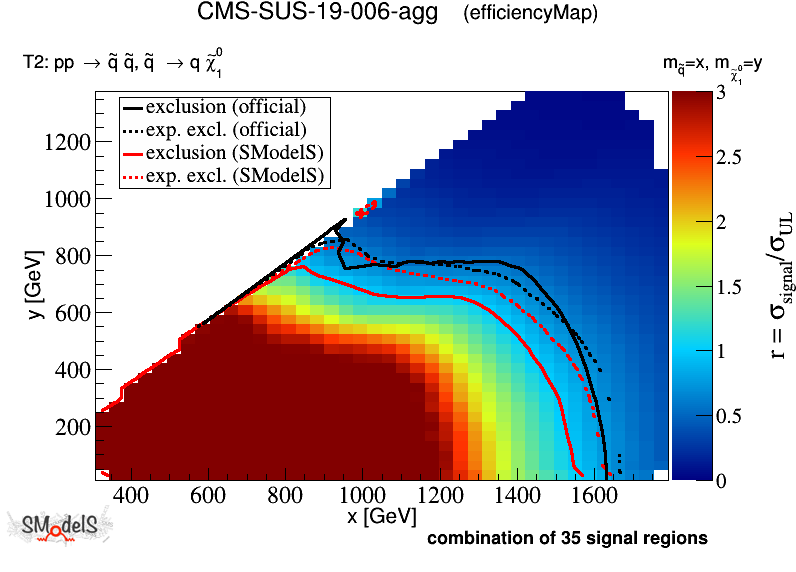 CMS-SUS-19-006-agg (efficiencyMap)
T2: pp → q̃ q̃, q̃ → q χ̃₁⁰
m_q̃=x, m_χ̃₁⁰=y
exclusion (official)
exp. excl. (official)
exclusion (SModelS)
exp. excl. (SModelS)
1200
1000
800
600
400
200
y [GeV]
400 600 800 1000 1200 1400 1600
x [GeV]
3
2.5
2
1.5
1
0.5
0
r = σ_signal/σ_UL
SModelS
combination of 35 signal regions